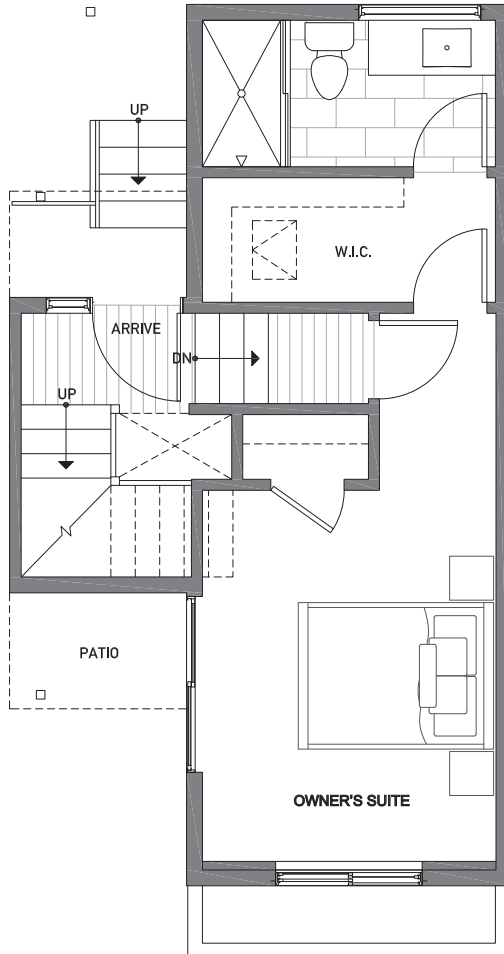 UP
W.I.C.
ARRIVE
DN
UP
PATIO
OWNER'S SUITE